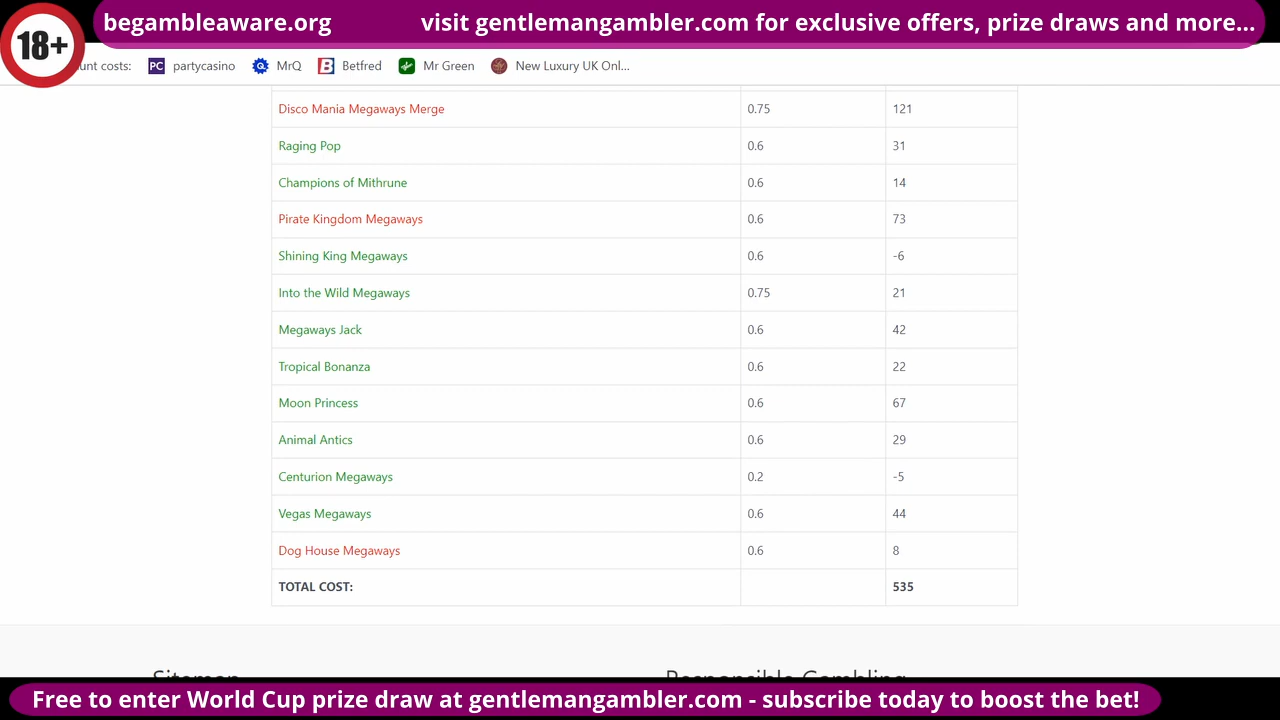 begambleaware.org visit gentlemangambler.com for exclusive offers, prize draws and more...
18+
unt costs: PC partycasino MrQ B Betfred Mr Green New Luxury UK Onl...
Disco Mania Megaways Merge 0.75 121
Raging Pop 0.6 31
Champions of Mithrune 0.6 14
Pirate Kingdom Megaways 0.6 73
Shining King Megaways 0.6 -6
Into the Wild Megaways 0.75 21
Megaways Jack 0.6 42
Tropical Bonanza 0.6 22
Moon Princess 0.6 67
Animal Antics 0.6 29
Centurion Megaways 0.2 -5
Vegas Megaways 0.6 44
Dog House Megaways 0.6 8
TOTAL COST: 535
Sitemap Responsible Gambling
Free to enter World Cup prize draw at gentlemangambler.com - subscribe today to boost the bet!